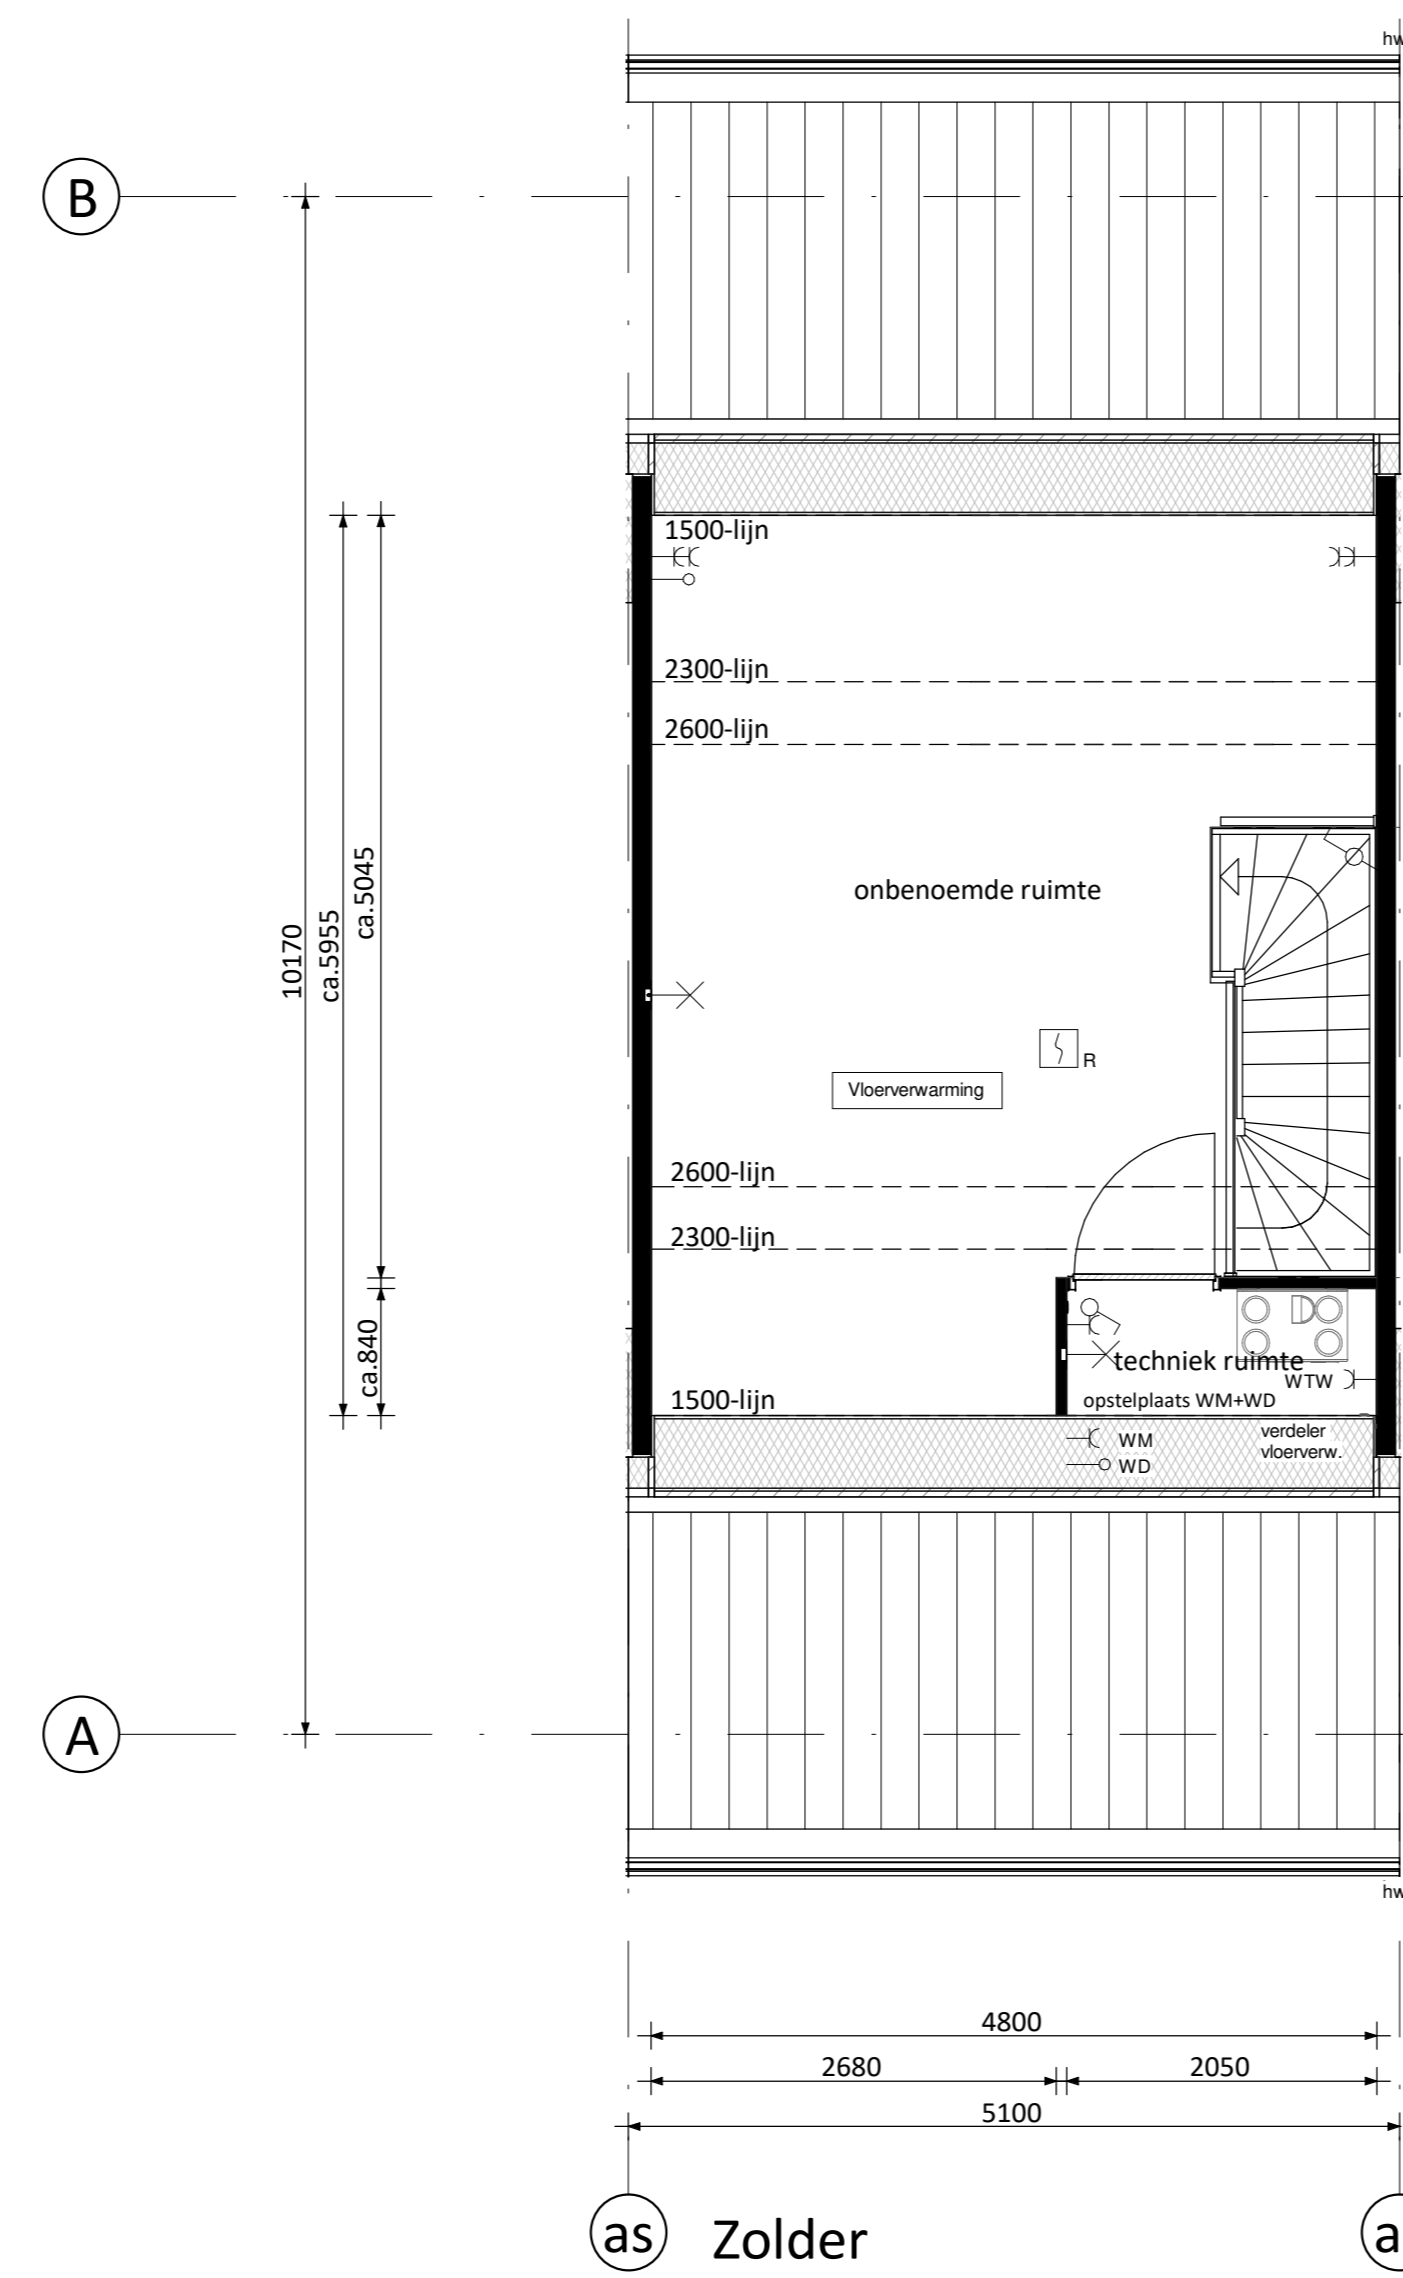 hw
B
1500-lijn
2300-lijn
2600-lijn
onbenoemde ruimte
10170
ca.5955
ca.5045
R
Vloerverwarming
2600-lijn
2300-lijn
ca.840
techniek ruimte
WTW
1500-lijn
opstelplaats WM+WD
WM
WD
verdeler
vloerverw.
A
hw
4800
2680
2050
5100
as
Zolder
a